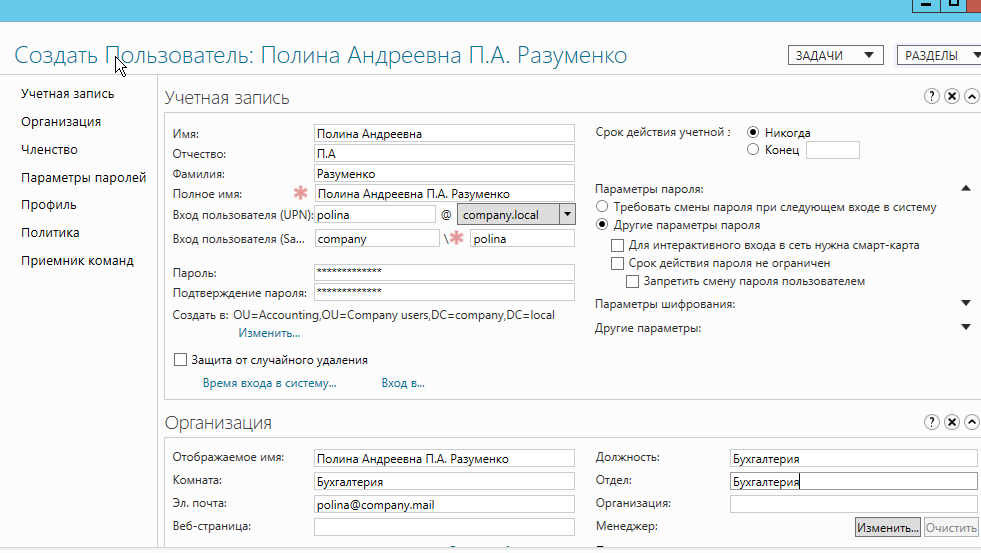 Создать Пользователь: Полина Андреевна П.А. Разуменко
ЗАДАЧИ
РАЗДЕЛЫ
Учетная запись
Организация
Членство
Параметры паролей
Профиль
Политика
Приемник команд
Учетная запись
Имя: Полина Андреевна
Отчество: П.А
Фамилия: Разуменко
Полное имя: * Полина Андреевна П.А. Разуменко
Вход пользователя (UPN): polina @ company.local
Вход пользователя (Sa... company \* polina
Пароль: *************
Подтверждение пароля: *************
Создать в: OU=Accounting,OU=Company users,DC=company,DC=local
Изменить...
Защита от случайного удаления
Время входа в систему... Вход в...
Срок действия учетной :
Никогда
Конец
Параметры пароля:
Требовать смены пароля при следующем входе в систему
Другие параметры пароля
Для интерактивного входа в сеть нужна смарт-карта
Срок действия пароля не ограничен
Запретить смену пароля пользователем
Параметры шифрования:
Другие параметры:
Организация
Отображаемое имя: Полина Андреевна П.А. Разуменко
Комната: Бухгалтерия
Эл. почта: polina@company.mail
Веб-страница:
Должность: Бухгалтерия
Отдел: Бухгалтерия
Организация:
Менеджер: Изменить... Очистить